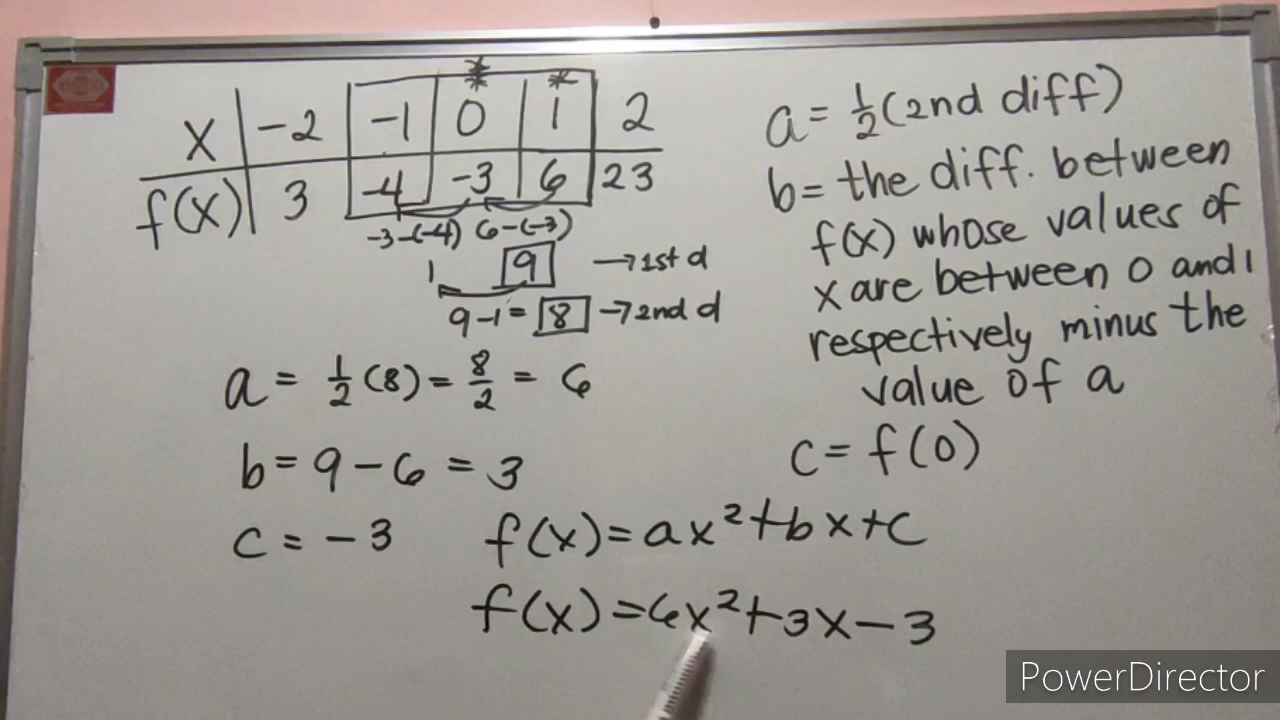 x -2 -1 0 1 2
f(x) 3 -4 -3 6 23
-3-(-4) 6-(-3)
1 9 → 1st d
9-1= 8 → 2nd d
a = 1/2 (8) = 8/2 = 6
b = 9 - 6 = 3
c = -3
a = 1/2 (2nd diff)
b = the diff. between
f(x) whose values of
x are between 0 and 1
respectively minus the
value of a
c = f(0)
f(x) = ax²+bx+c
f(x) = 6x²+3x-3
PowerDirector